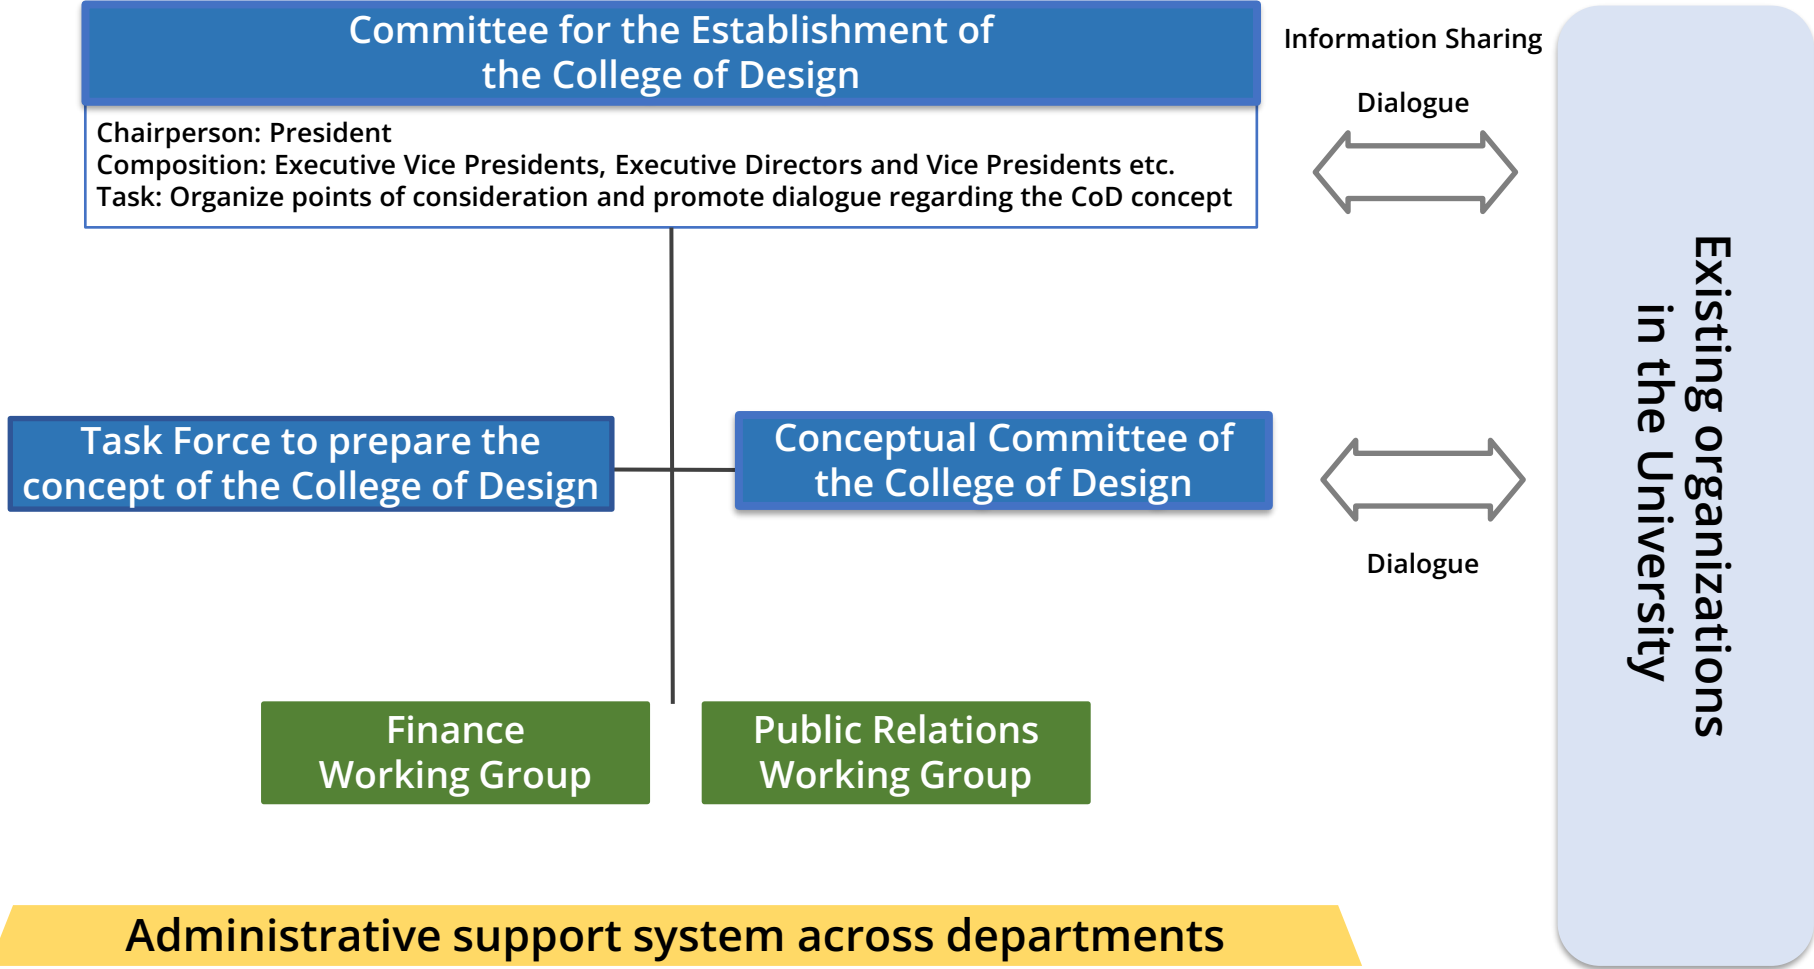 Committee for the Establishment of
the College of Design
Chairperson: President
Composition: Executive Vice Presidents, Executive Directors and Vice Presidents etc.
Task: Organize points of consideration and promote dialogue regarding the CoD concept
Information Sharing
Dialogue
Task Force to prepare the
concept of the College of Design
Conceptual Committee of
the College of Design
Dialogue
Existing organizations
in the University
Finance
Working Group
Public Relations
Working Group
Administrative support system across departments